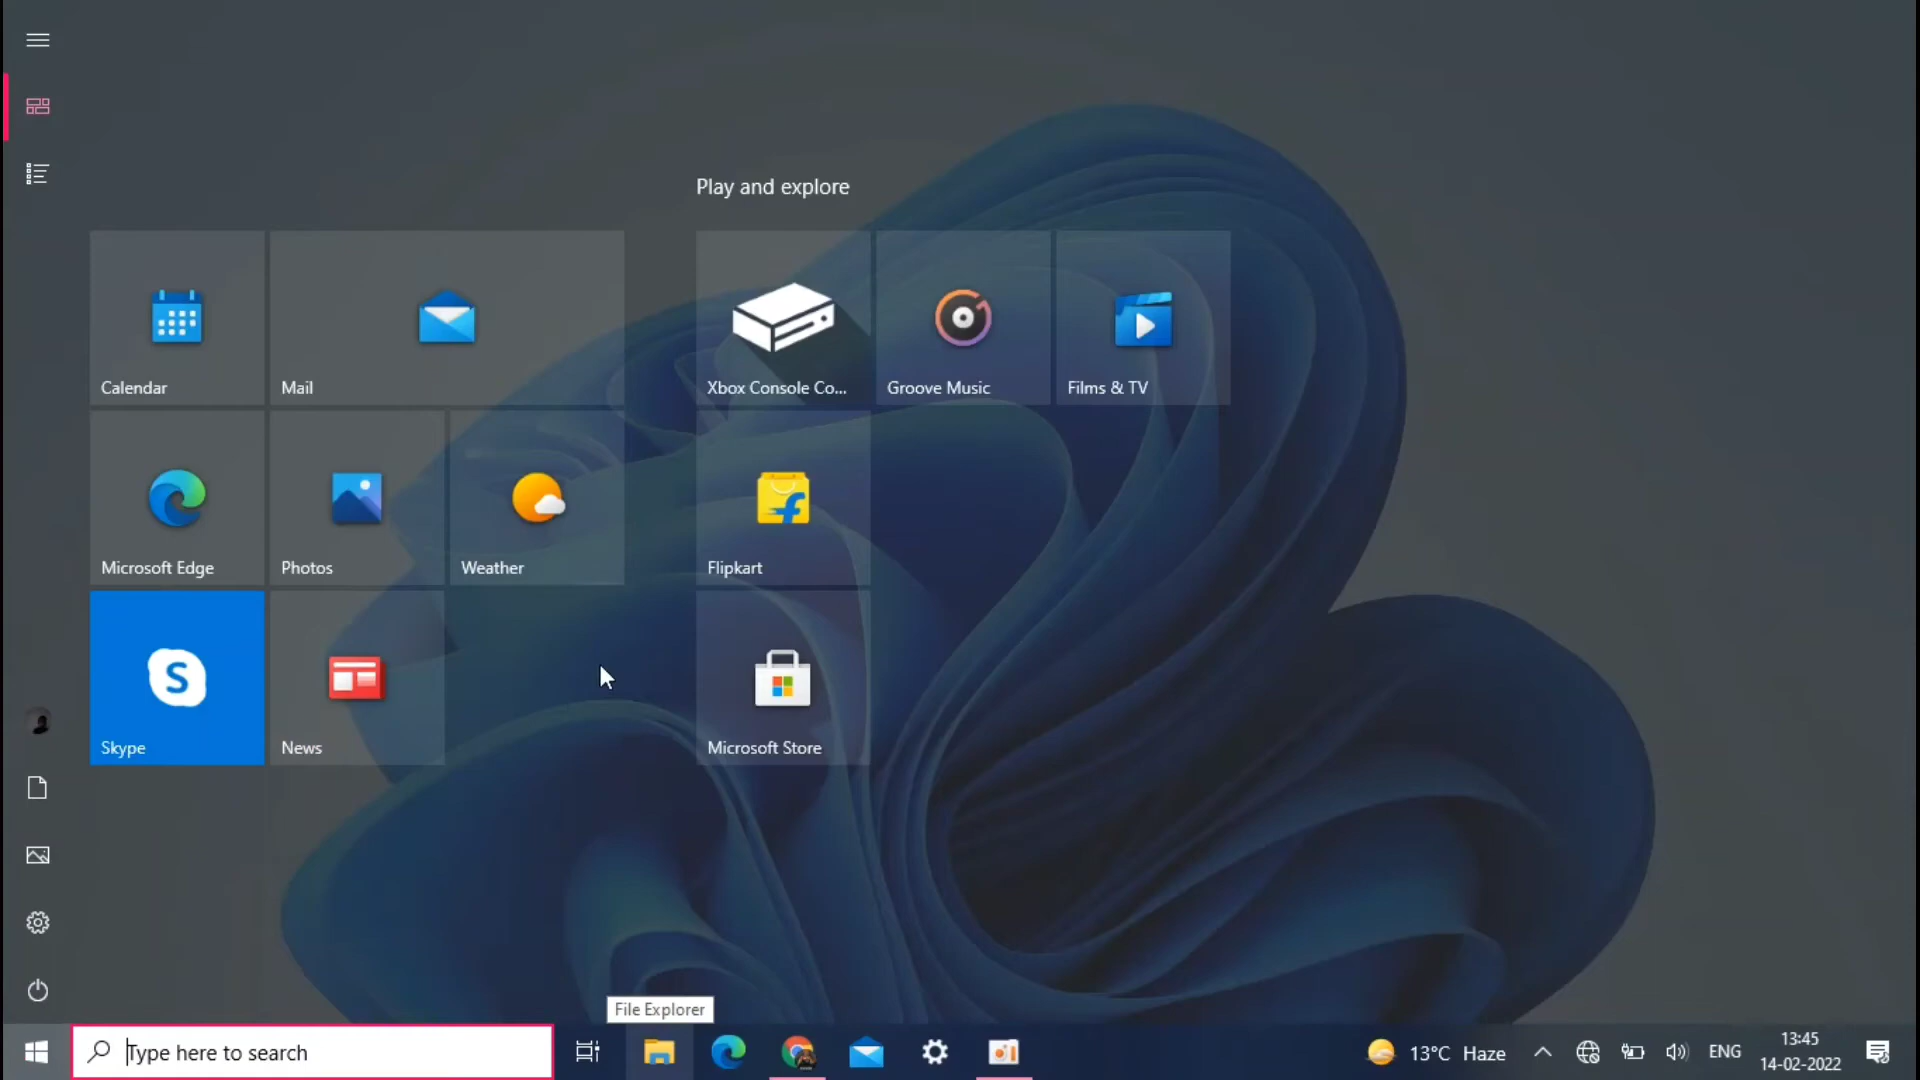 Play and explore
Calendar
Mail
Xbox Console Co...
Groove Music
Films & TV
Microsoft Edge
Photos
Weather
Flipkart
S
Skype
News
Microsoft Store
File Explorer
Type here to search
13°C Haze
ENG
13:45
14-02-2022